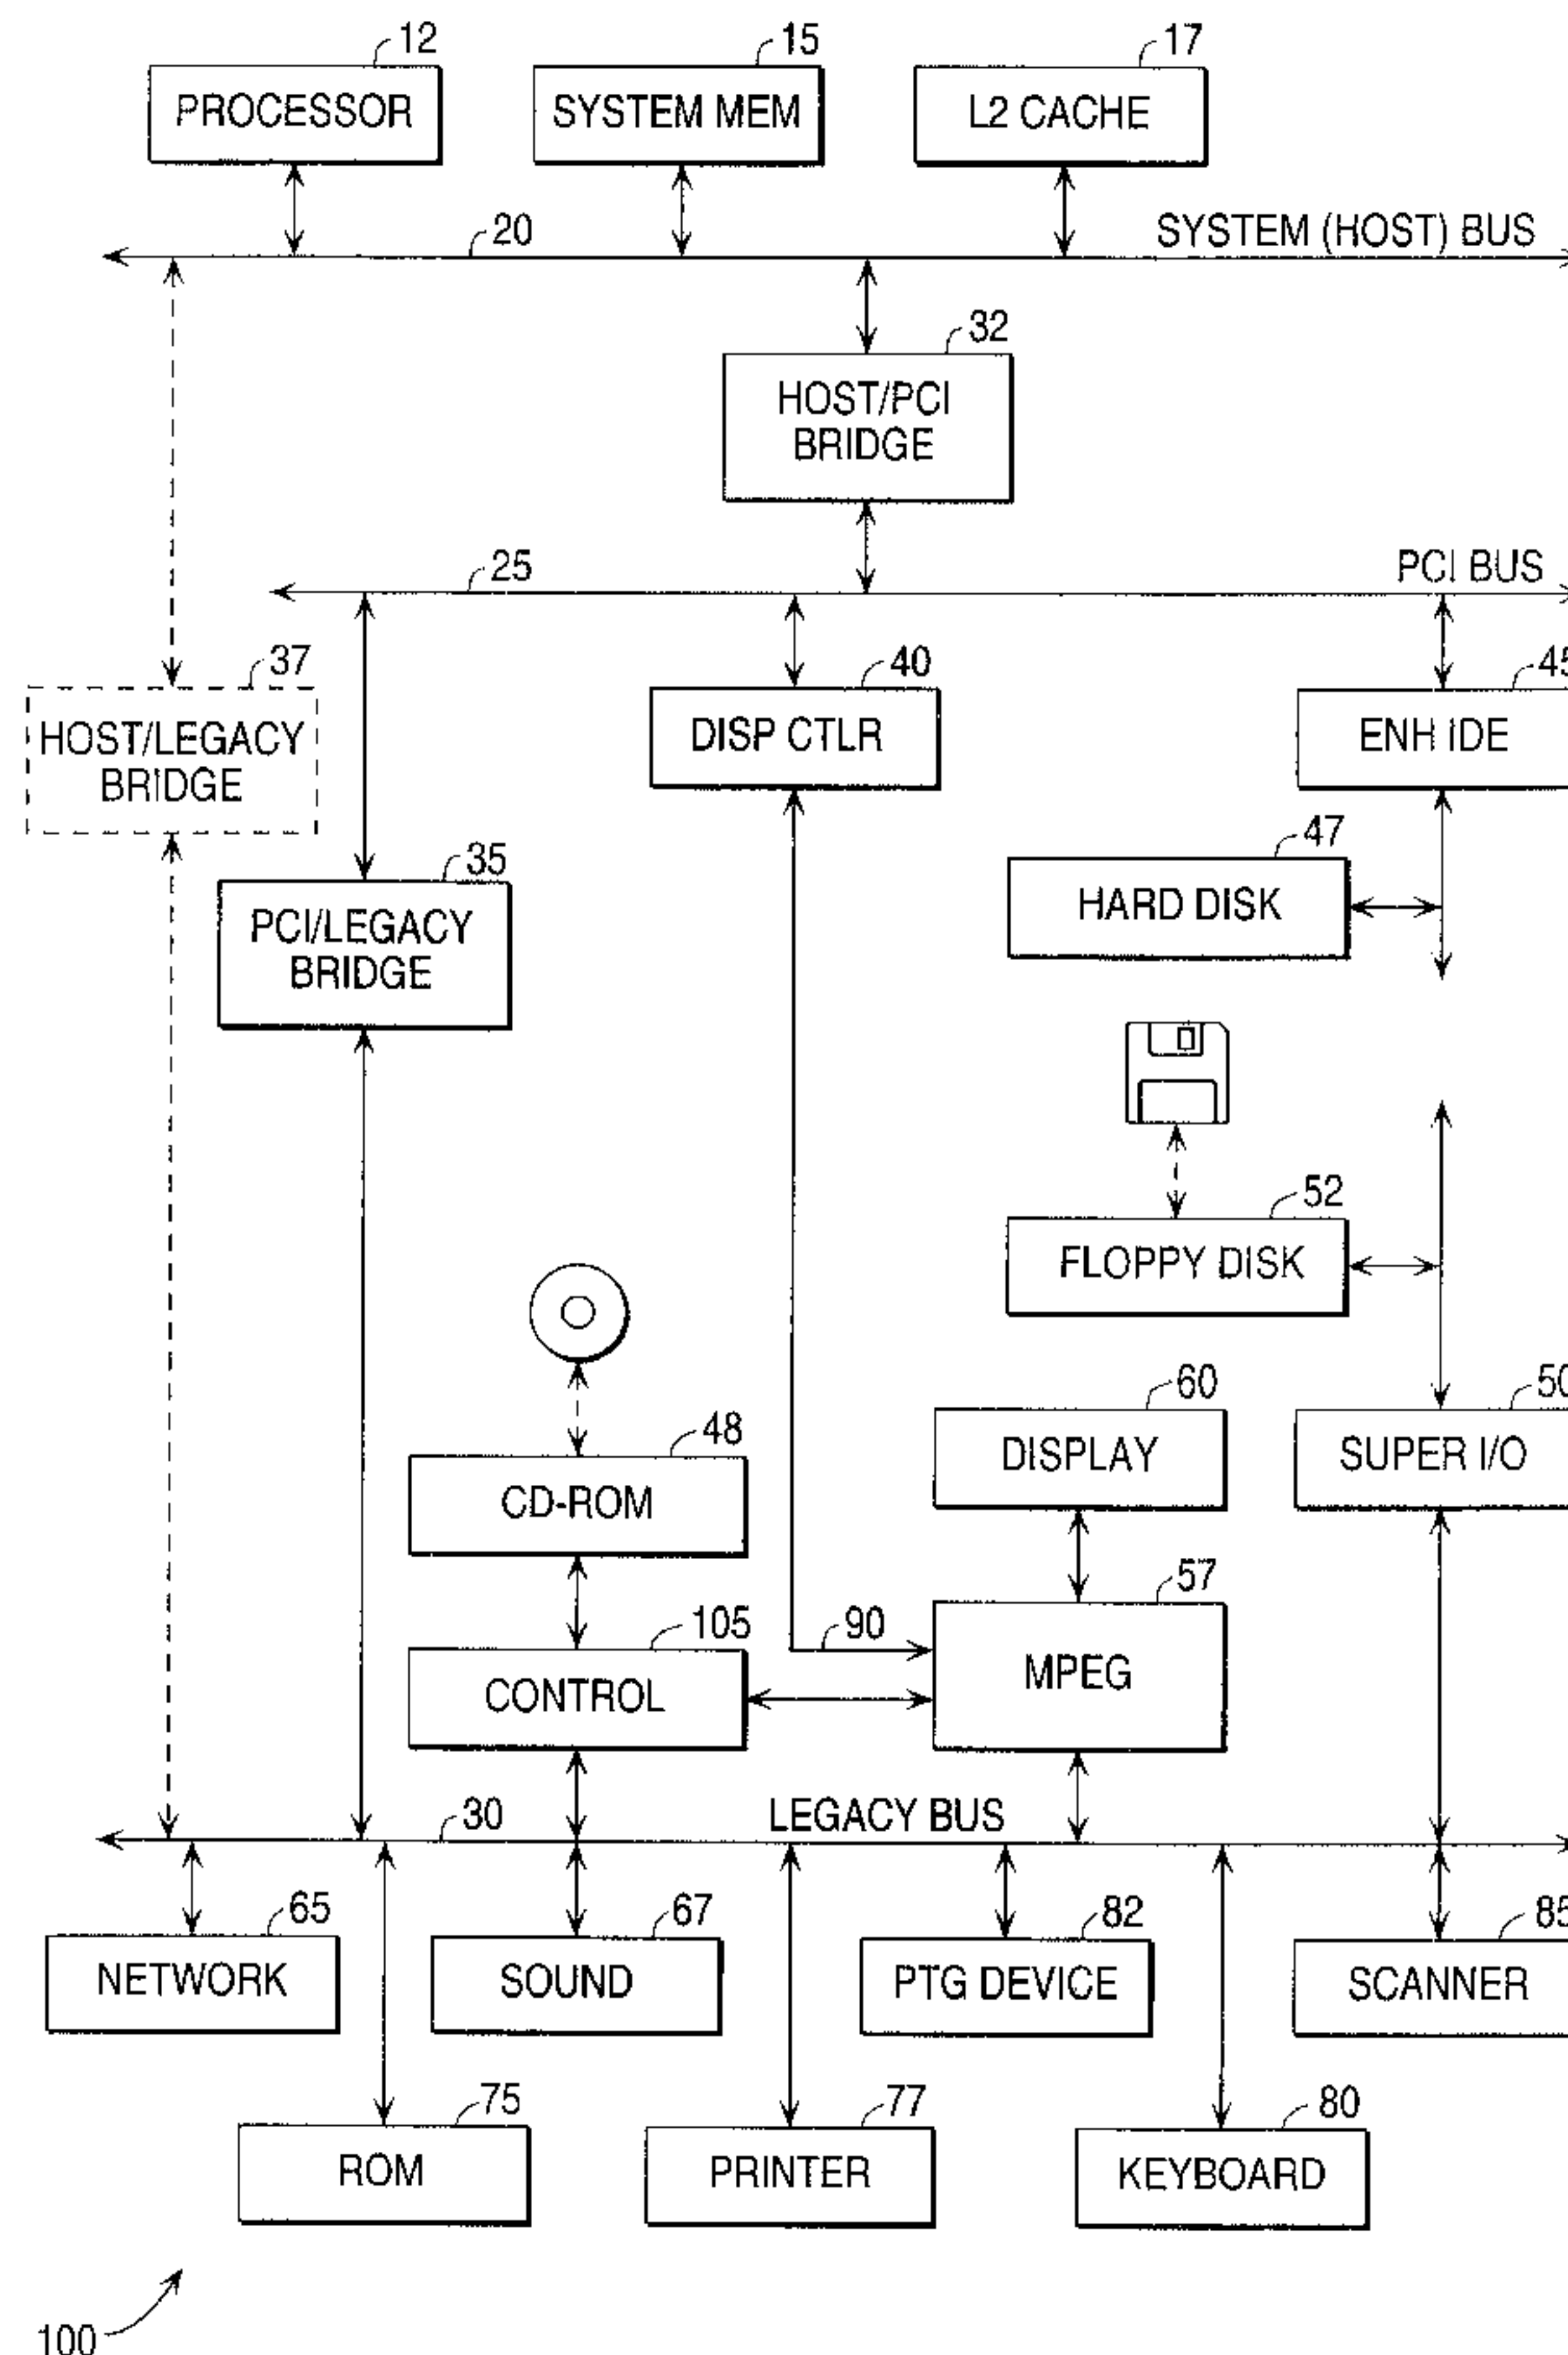 12
15
17
PROCESSOR
SYSTEM MEM
L2 CACHE
20
SYSTEM (HOST) BUS
32
HOST/PCI
BRIDGE
25
PCI BUS
37
40
45
HOST/LEGACY
BRIDGE
DISP CTLR
ENH IDE
47
HARD DISK
35
PCI/LEGACY
BRIDGE
52
FLOPPY DISK
60
50
48
DISPLAY
SUPER I/O
CD-ROM
57
105
90
MPEG
CONTROL
30
LEGACY BUS
65
67
82
85
NETWORK
SOUND
PTG DEVICE
SCANNER
75
77
80
ROM
PRINTER
KEYBOARD
100